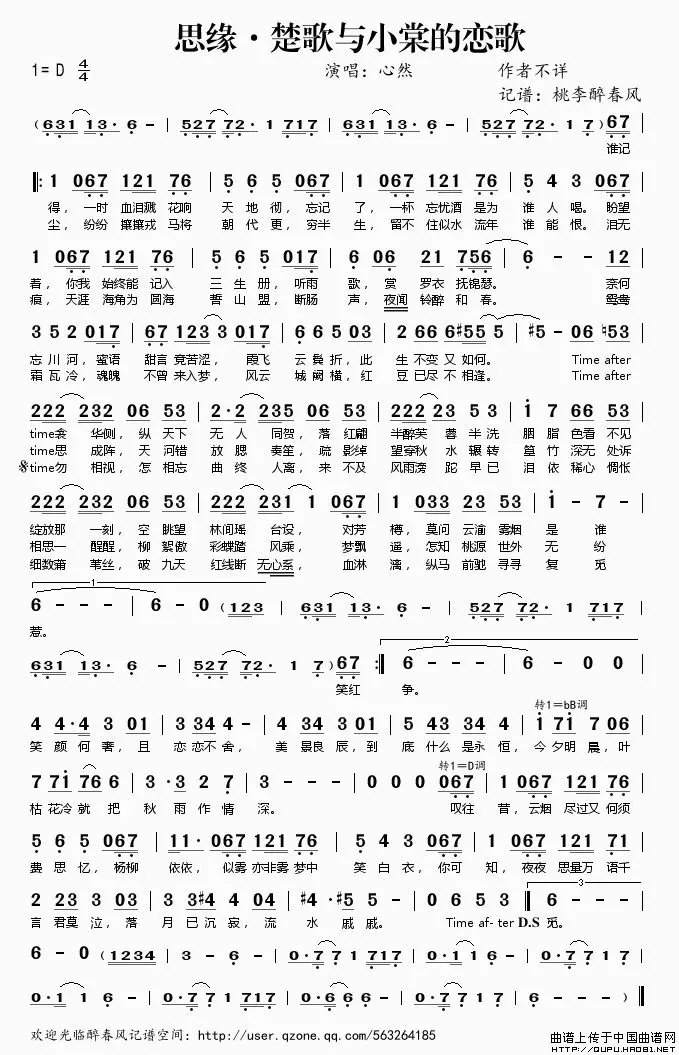 思缘·楚歌与小棠的恋歌
1=D 4/4 演唱：心然 作者不详
记谱：桃李醉春风
(631 13· 6 - | 527 72· 1 717 | 631 13· 6 - | 527 72· 1 7) 67
谁记
1 067 121 76 | 5 6 5 067 | 1 067 121 76 | 5 4 3 067
得，一时 血泪溅 花响 天 地 彻，忘记 了，一杯 忘忧酒 是为 谁 人 喝。盼望
尘，纷纷 攘攘戎 马将 朝 代 更，穷半 生，留不 住似水 流年 谁 能 恨。泪无
1 067 121 76 | 5 6 5 017 | 6 06 21 756 | 6 - - 12
着，你我 始终能 记入 三 生 册，听雨 歌，赏 罗衣 抚锦瑟。 奈何
痕，天涯 海角为 圆海 誓 山 盟，断肠 声，夜闻 铃醉 和 春。 鸳鸯
3 5 2 017 | 67 123 3 017 | 6 6 5 03 | 2 66 6#55 5 | #5 - 06 ♮53
忘 川 河，蜜语 甜言 竟苦涩， 霞飞 云 鬓 折，此 生 不变 又 如何。 Time after
霜 瓦 冷，魂魄 不曾 来入梦，风云 城 阙 横，红 豆 已尽 不 相逢。 Time after
222 232 06 53 | 2·2 235 06 53 | 222 232 53 3 | 1 7 66 53
time衾 华侧，纵 天下 无 人 同贺，落 红翩 半醉芙 蓉 半 洗 胭 脂 色看 不见
time思 成阵，天 河错 放 腮 奏笙，疏 影绰 望穿秋 水 辗 转 篁 竹 深无 处诉
𝄋time勿 相视，怎 相忘 曲 终 人离，来 不及 风雨滂 跎 早 已 泪 依 稀心 惆怅
222 232 06 53 | 222 231 1 067 | 1 2 3 53 | 1 - 7 -
绽放那 一刻，空 眺望 林间瑶 台设， 对芳 樽，莫问 云渝 雾烟 是 谁
相思一 醒醒，柳 絮傲 彩蝶踏 风乘， 梦飘 遥，怎知 桃源 世外 无 纷
细数蒲 苇丝，破 九天 红线断 无心系，血淋 漓，纵马 前驰 寻寻 复 觅
1
6 - - - | 6 - 0 (123 | 631 13· 6 - | 527 72· 1 717
惹。
631 13· 6 - | 527 72· 1 7) 67 :| 2 6 - - - | 6 - 0 0
笑红 争。
转1=bB调
4 4·4 3 01 | 3 34 4 - | 3 44 3 01 | 5 43 34 4 | 1 71 7 06
笑 颜何 奢，且 恋 恋不 舍， 美 景良 辰，到 底 什么 是永 恒，今 夕明 晨，叶
转1=D调
7 71 76 6 | 3·3 2 7 | 3 - - - | 0 0 0 067 | 1 067 121 76
枯 花冷 就 把 秋 雨 作 情 深。 叹往 昔，云烟 尽过又 何须
5 6 5 067 | 11· 067 121 76 | 5 4 3 067 | 1 067 121 71
费 思 忆，杨柳 依依，似雾 亦非雾 梦中 笑 白 衣，你可 知，夜夜 思量万 语千
3
2 23 3 03 | 3 3#4 4 04 | #4 - #5 5 - | 0 6 5 3 | 6 - - -
言 君莫 泣，落 月 已 沉 寂，流 水 戚 戚。 Time af- ter D.S 觅。
6 - 0 (1234 | 3 - 6 - | 0·7 71 717 | 0·1 1 6 - | 0·7 71 7 1
0·1 1 6 - | 0·7 71 717 | 0·1 6 6 6 | 0·7 71 7 1 | 6 - - -)
欢迎光临醉春风记谱空间：http://user.qzone.qq.com/563264185
曲谱上传于中国曲谱网
HTTP://QUPU.HAO81.NET